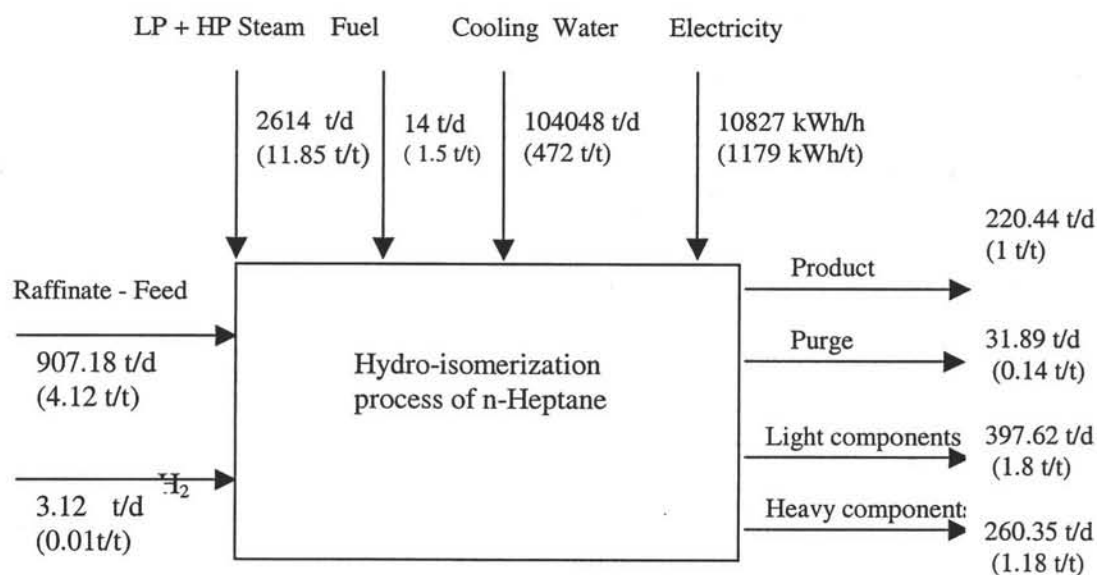 LP + HP Steam Fuel Cooling Water Electricity
2614 t/d
(11.85 t/t)
14 t/d
( 1.5 t/t)
104048 t/d
(472 t/t)
10827 kWh/h
(1179 kWh/t)
Raffinate - Feed
907.18 t/d
(4.12 t/t)
H₂
3.12 t/d
(0.01t/t)
Hydro-isomerization
process of n-Heptane
Product
220.44 t/d
(1 t/t)
Purge
31.89 t/d
(0.14 t/t)
Light components
397.62 t/d
(1.8 t/t)
Heavy components
260.35 t/d
(1.18 t/t)